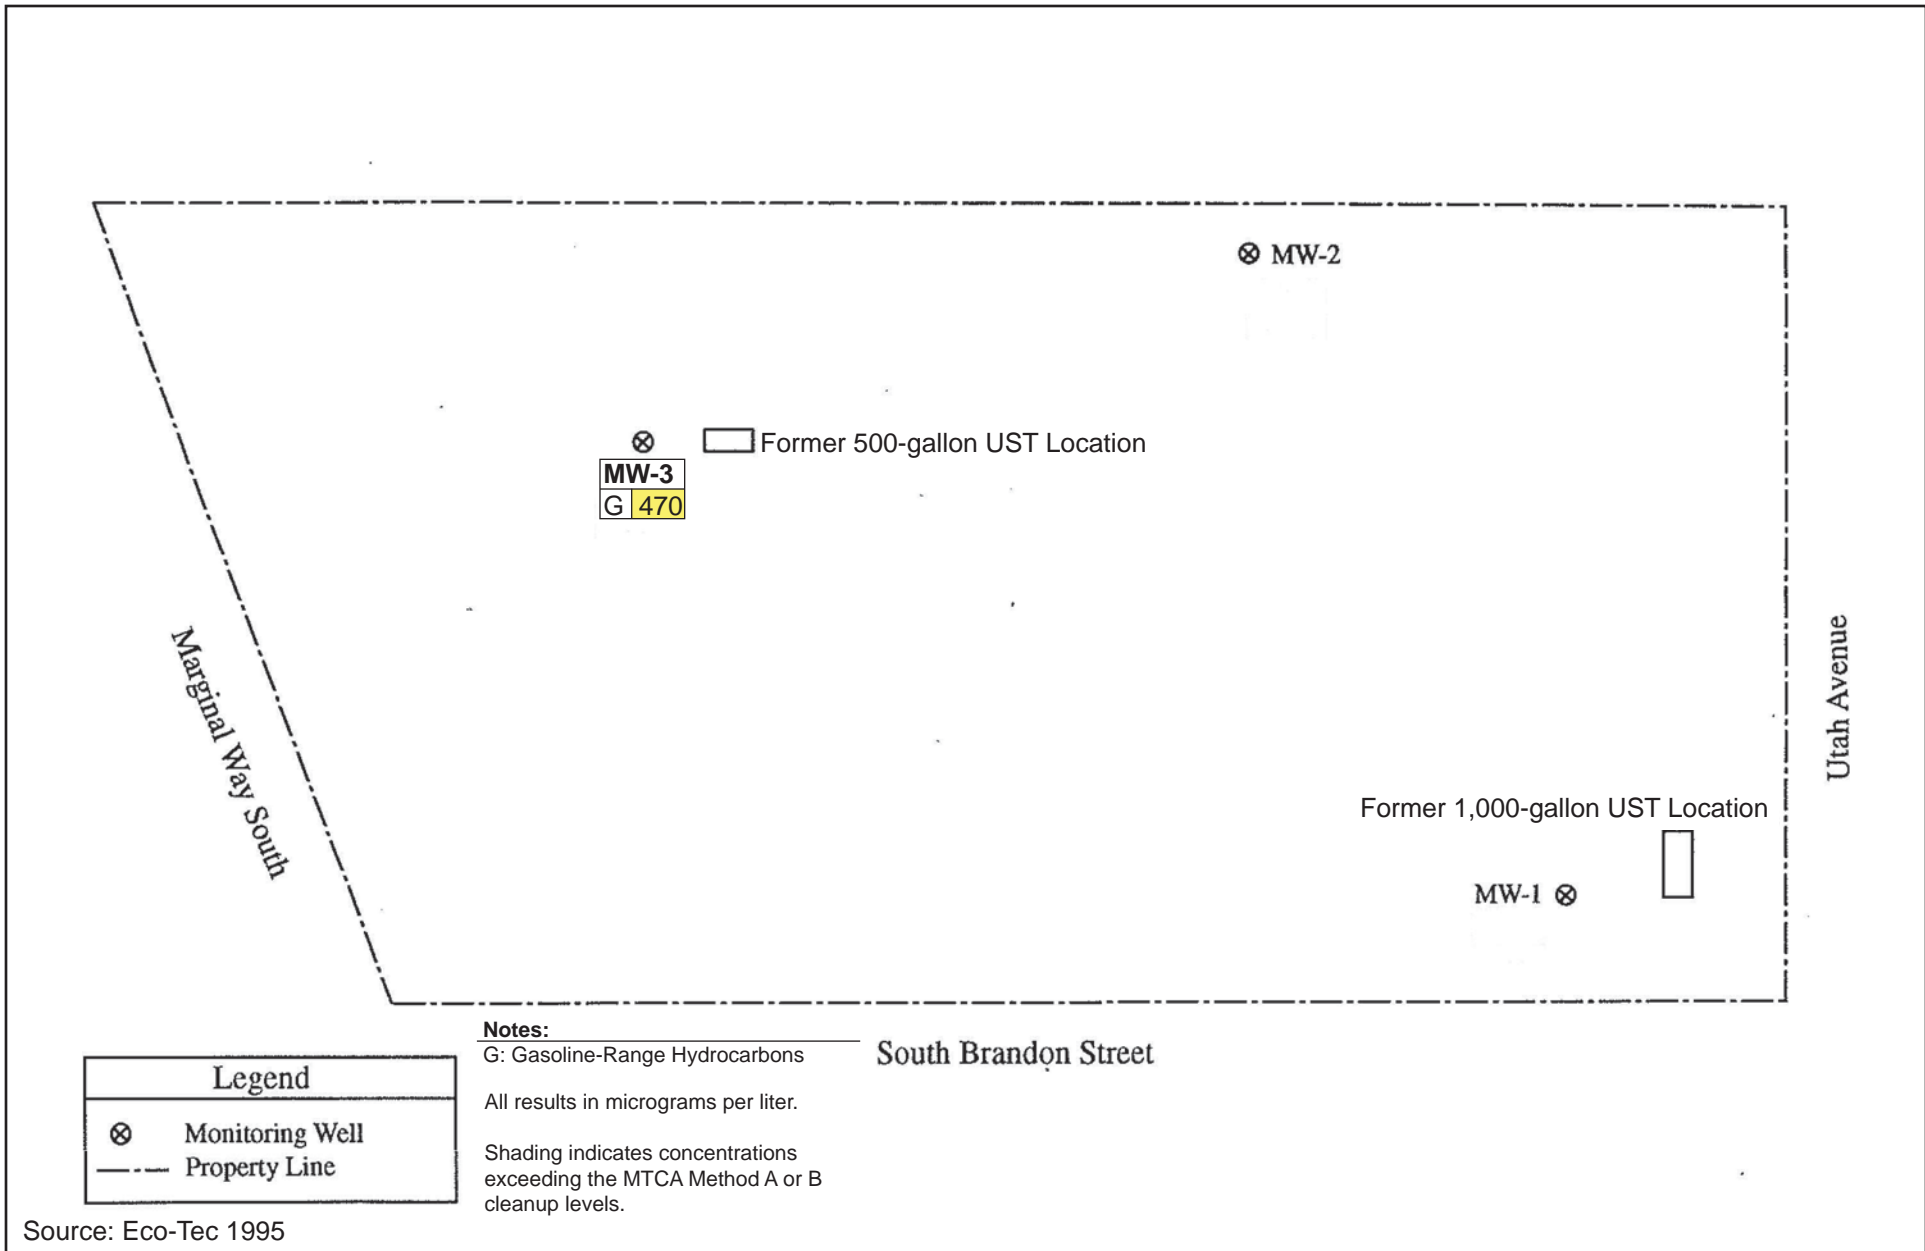 MW-2
Former 500-gallon UST Location
MW-3
G 470
Marginal Way South
Utah Avenue
Former 1,000-gallon UST Location
MW-1
South Brandon Street
Notes:
G: Gasoline-Range Hydrocarbons
All results in micrograms per liter.
Shading indicates concentrations
exceeding the MTCA Method A or B
cleanup levels.
Legend
Monitoring Well
Property Line
Source: Eco-Tec 1995